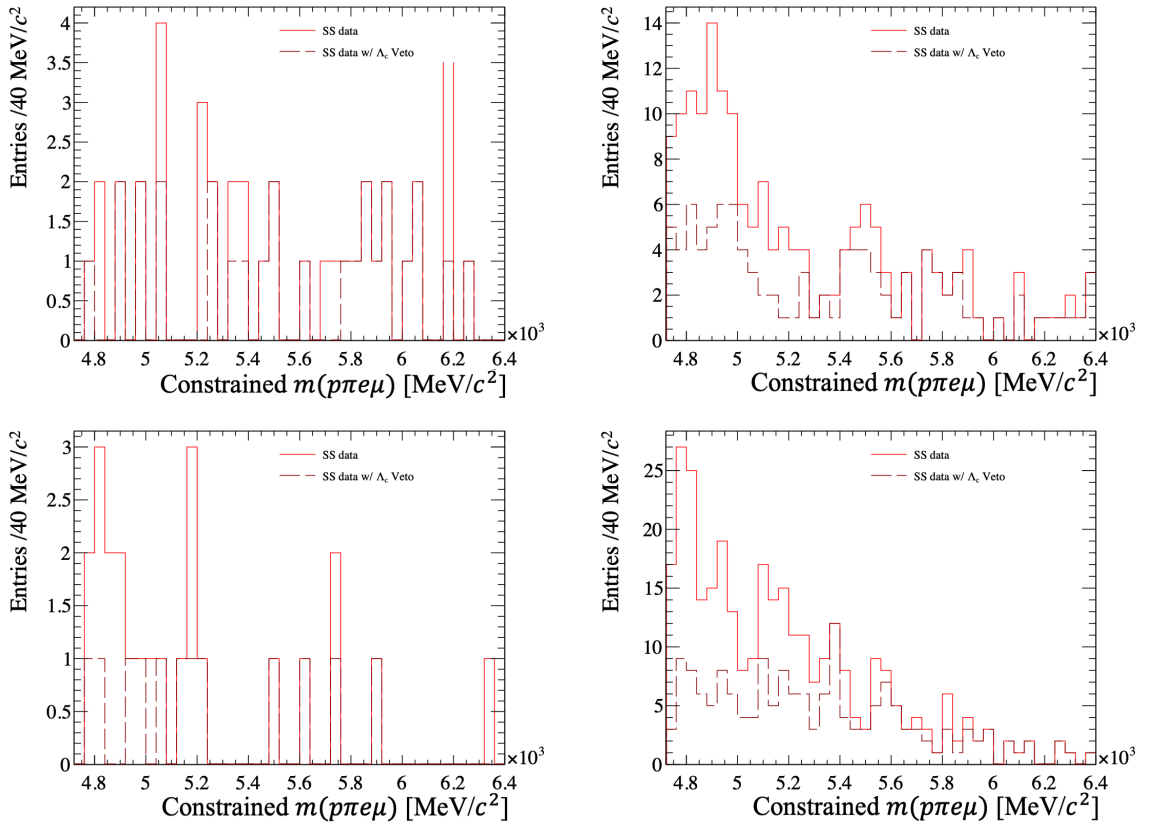 Entries /40 MeV/c²
4
3.5
3
2.5
2
1.5
1
0.5
0
SS data
SS data w/ Λc Veto
4.8 5 5.2 5.4 5.6 5.8 6 6.2 6.4
×10³
Constrained m(pπeμ) [MeV/c²]
Entries /40 MeV/c²
14
12
10
8
6
4
2
0
SS data
SS data w/ Λc Veto
4.8 5 5.2 5.4 5.6 5.8 6 6.2 6.4
×10³
Constrained m(pπeμ) [MeV/c²]
Entries /40 MeV/c²
3
2.5
2
1.5
1
0.5
0
SS data
SS data w/ Λc Veto
4.8 5 5.2 5.4 5.6 5.8 6 6.2 6.4
×10³
Constrained m(pπeμ) [MeV/c²]
Entries /40 MeV/c²
25
20
15
10
5
0
SS data
SS data w/ Λc Veto
4.8 5 5.2 5.4 5.6 5.8 6 6.2 6.4
×10³
Constrained m(pπeμ) [MeV/c²]